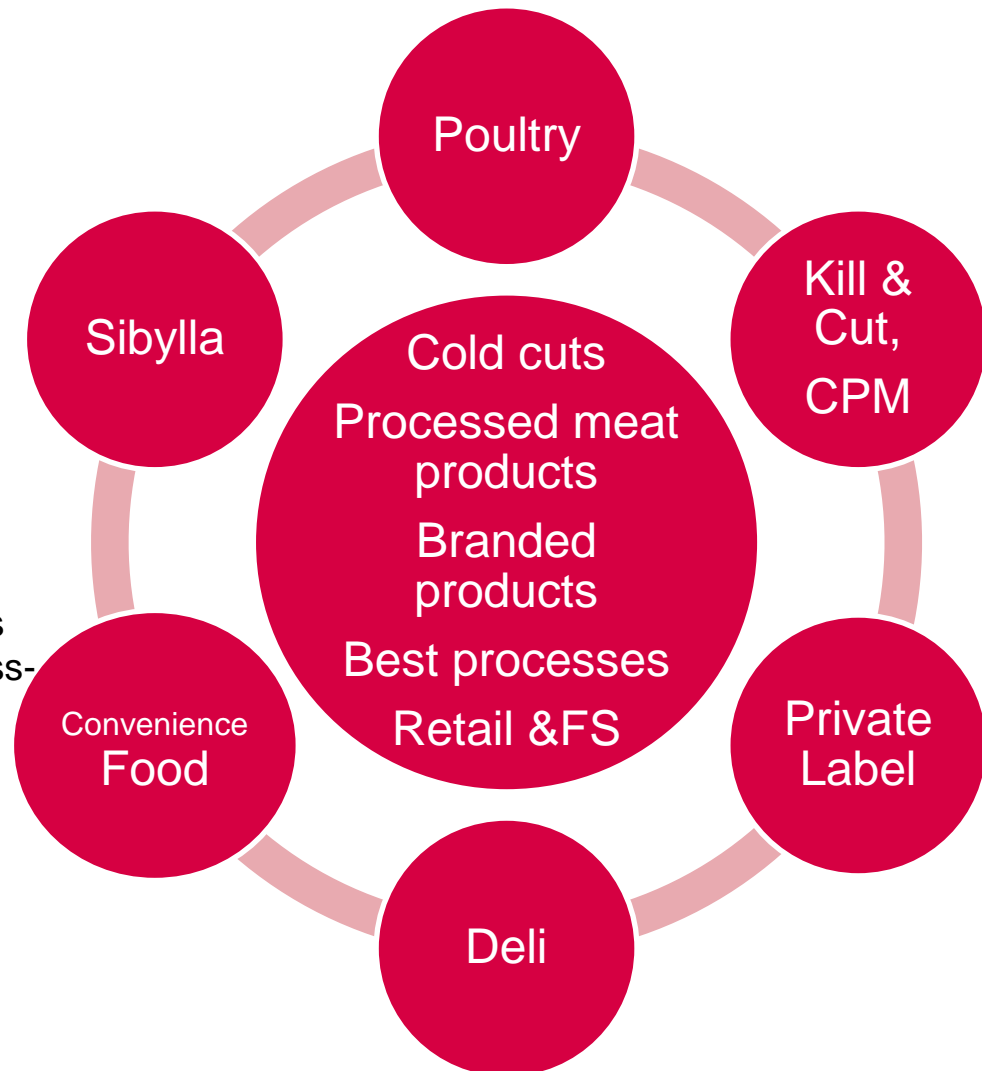 Poultry
Kill &
Cut,
CPM
Sibylla
Cold cuts
Processed meat
products
Branded
products
Best processes
Retail &FS
s
ss-
Convenience
Food
Private
Label
Deli